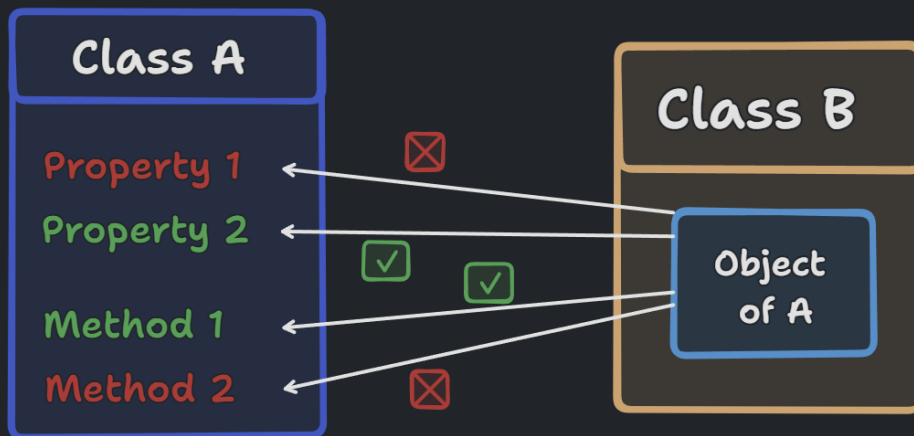 Class A
Property 1
Property 2
Method 1
Method 2
Class B
Object
of A